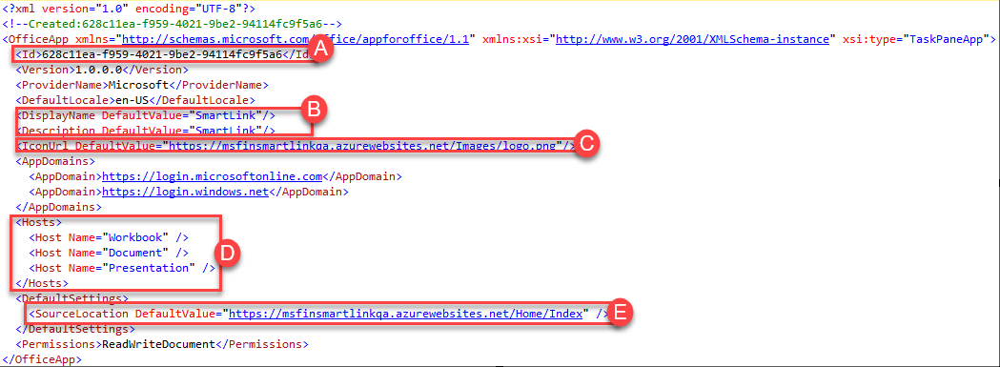 <?xml version="1.0" encoding="UTF-8"?>
<!--Created:628c11ea-f959-4021-9be2-94114fc9f5a6-->
<OfficeApp xmlns="http://schemas.microsoft.com/office/appforoffice/1.1" xmlns:xsi="http://www.w3.org/2001/XMLSchema-instance" xsi:type="TaskPaneApp">
<Id>628c11ea-f959-4021-9be2-94114fc9f5a6</Id A
<Version>1.0.0.0</Version>
<ProviderName>Microsoft</ProviderName>
<DefaultLocale>en-US</DefaultLocale>
<DisplayName DefaultValue="SmartLink"/> B
<Description DefaultValue="SmartLink"/>
<IconUrl DefaultValue="https://msfinsmartlinkqa.azurewebsites.net/Images/logo.png"/> C
<AppDomains>
<AppDomain>https://login.microsoftonline.com</AppDomain>
<AppDomain>https://login.windows.net</AppDomain>
</AppDomains>
<Hosts>
<Host Name="Workbook" />
<Host Name="Document" /> D
<Host Name="Presentation" />
</Hosts>
<DefaultSettings>
<SourceLocation DefaultValue="https://msfinsmartlinkqa.azurewebsites.net/Home/Index" /> E
</DefaultSettings>
<Permissions>ReadWriteDocument</Permissions>
</OfficeApp>